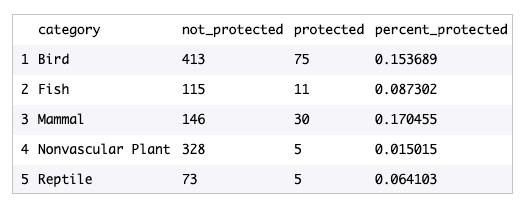 category not_protected protected percent_protected
1 Bird 413 75 0.153689
2 Fish 115 11 0.087302
3 Mammal 146 30 0.170455
4 Nonvascular Plant 328 5 0.015015
5 Reptile 73 5 0.064103